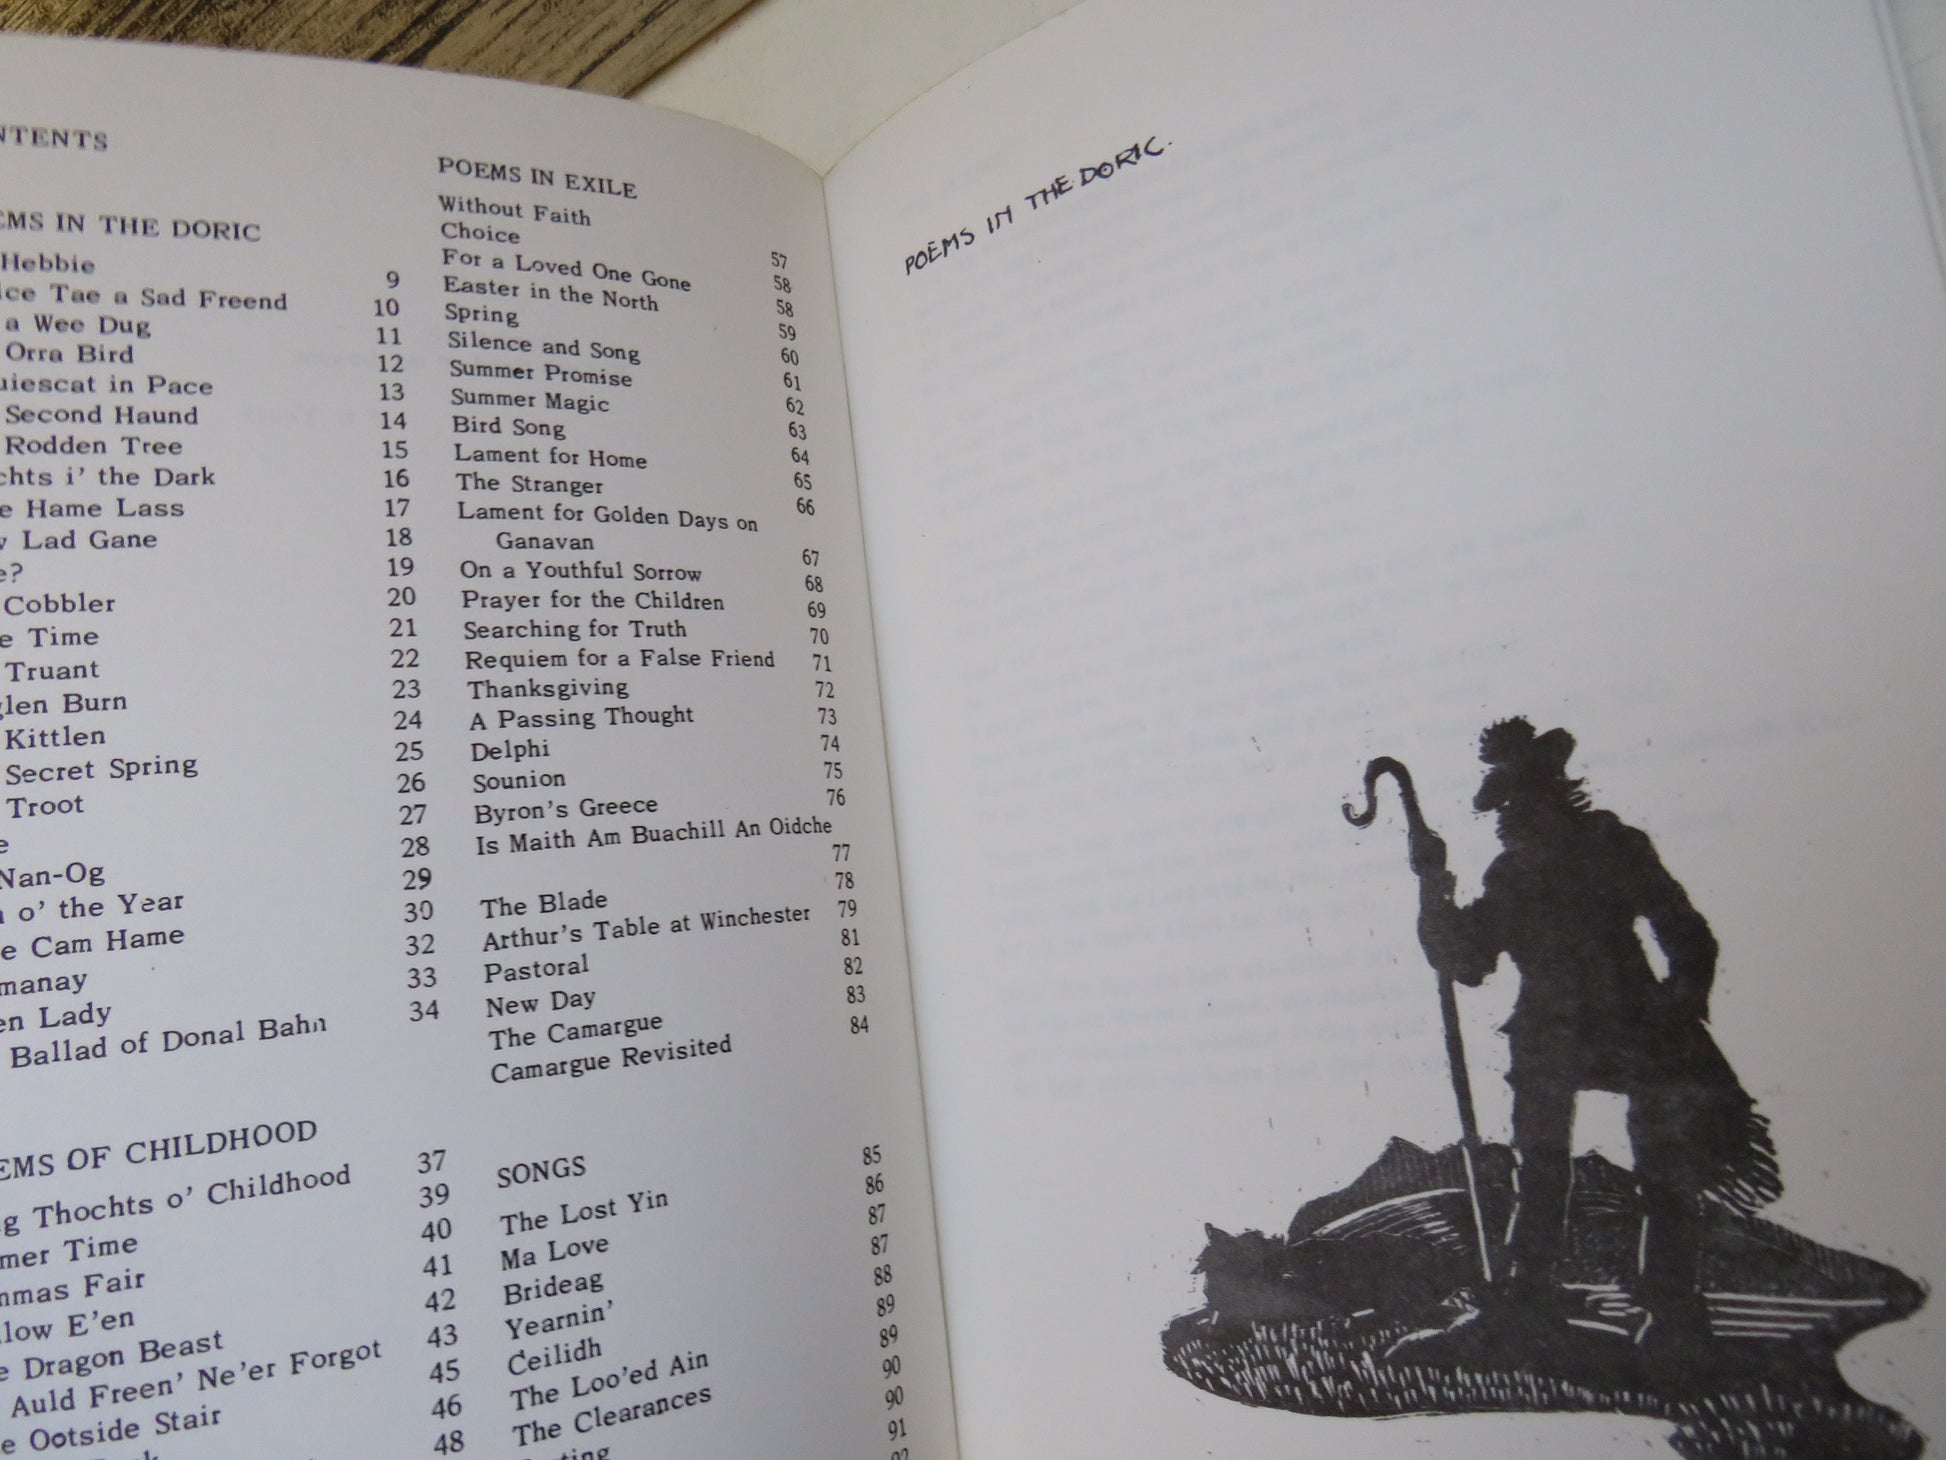 NTENTS
EMS IN THE DORIC
Hebbie
ice Tae a Sad Freend 9
a Wee Dug 10
Orra Bird 11
uiescat in Pace 12
Second Haund 13
Rodden Tree 14
chts i' the Dark 15
e Hame Lass 16
Lad Gane 17
e? 18
Cobbler 19
e Time 20
Truant 21
glen Burn 22
Kittlen 23
Secret Spring 24
Troot 25
e 26
Nan-Og 27
o' the Year 28
e Cam Hame 29
manay 30
en Lady 32
Ballad of Donal Bahn 33
34
EMS OF CHILDHOOD
g Thochts o' Childhood 37
mer Time 39
nmas Fair 40
llow E'en 41
e Dragon Beast 42
Auld Freen' Ne'er Forgot 43
e Ootside Stair 45
46
48
POEMS IN EXILE
Without Faith
Choice 57
For a Loved One Gone 58
Easter in the North 58
Spring 59
Silence and Song 60
Summer Promise 61
Summer Magic 62
Bird Song 63
Lament for Home 64
The Stranger 65
Lament for Golden Days on 66
Ganavan
On a Youthful Sorrow 67
Prayer for the Children 68
Searching for Truth 69
Requiem for a False Friend 70
Thanksgiving 71
A Passing Thought 72
Delphi 73
Sounion 74
Byron's Greece 75
Is Maith Am Buachill An Oidche 76
77
The Blade 78
Arthur's Table at Winchester 79
Pastoral 81
New Day 82
The Camargue 83
Camargue Revisited 84
SONGS 85
The Lost Yin 86
Ma Love 87
Brideag 87
Yearnin' 88
Ceilidh 89
The Loo'ed Ain 89
The Clearances 90
90
91
POEMS IN THE DORIC.